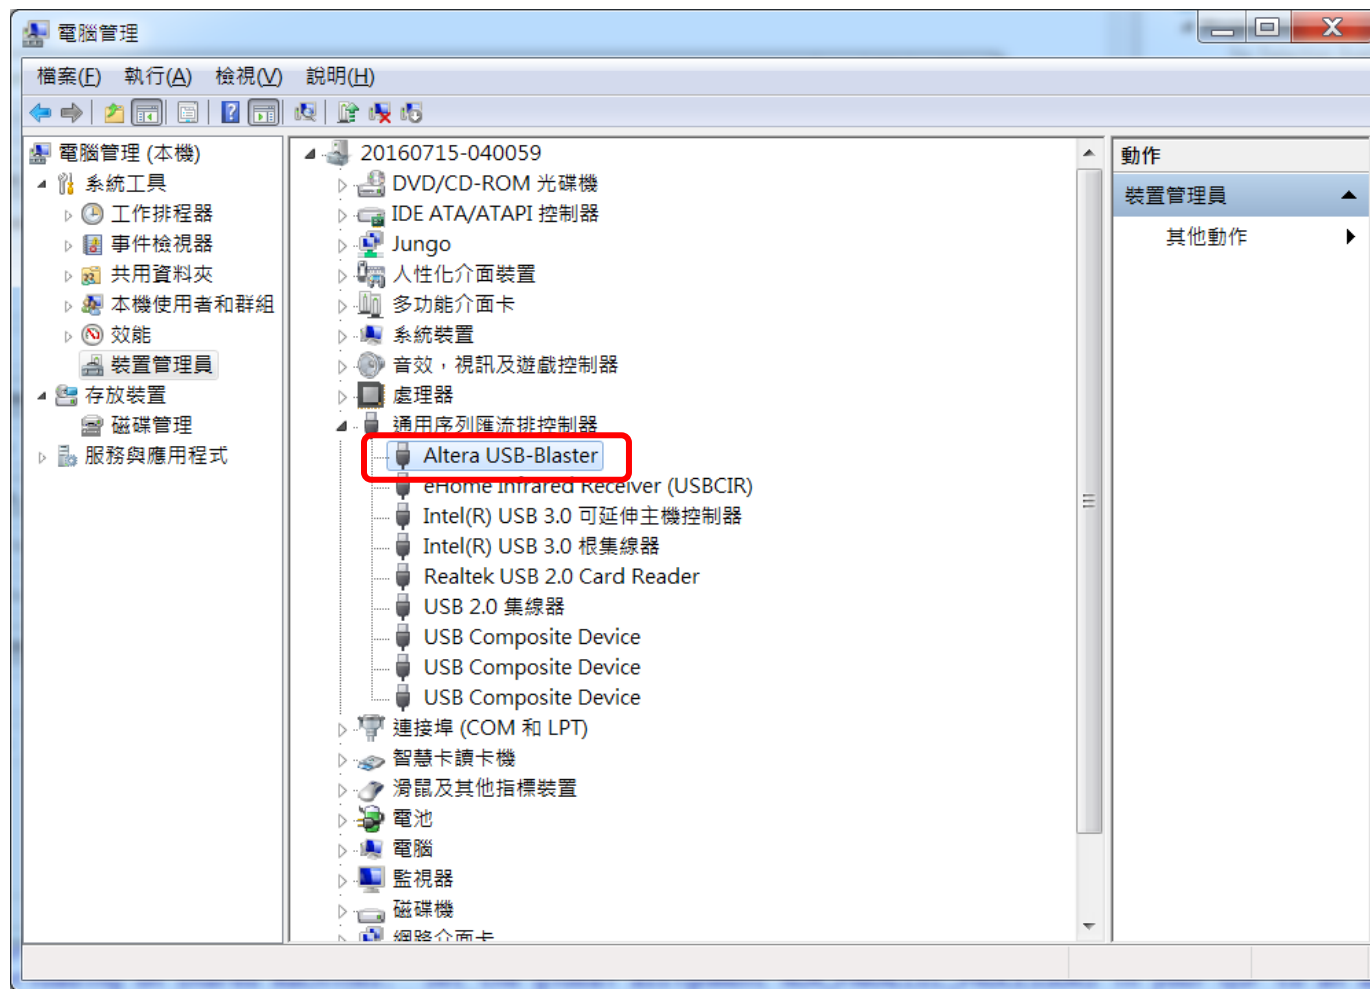 電腦管理
檔案(F) 執行(A) 檢視(V) 說明(H)
電腦管理 (本機)
系統工具
工作排程器
事件檢視器
共用資料夾
本機使用者和群組
效能
裝置管理員
存放裝置
磁碟管理
服務與應用程式
20160715-040059
DVD/CD-ROM 光碟機
IDE ATA/ATAPI 控制器
Jungo
人性化介面裝置
多功能介面卡
系統裝置
音效，視訊及遊戲控制器
處理器
通用序列匯流排控制器
Altera USB-Blaster
eHome Infrared Receiver (USBCIR)
Intel(R) USB 3.0 可延伸主機控制器
Intel(R) USB 3.0 根集線器
Realtek USB 2.0 Card Reader
USB 2.0 集線器
USB Composite Device
USB Composite Device
USB Composite Device
連接埠 (COM 和 LPT)
智慧卡讀卡機
滑鼠及其他指標裝置
電池
電腦
監視器
磁碟機
網路介面卡
動作
裝置管理員
其他動作